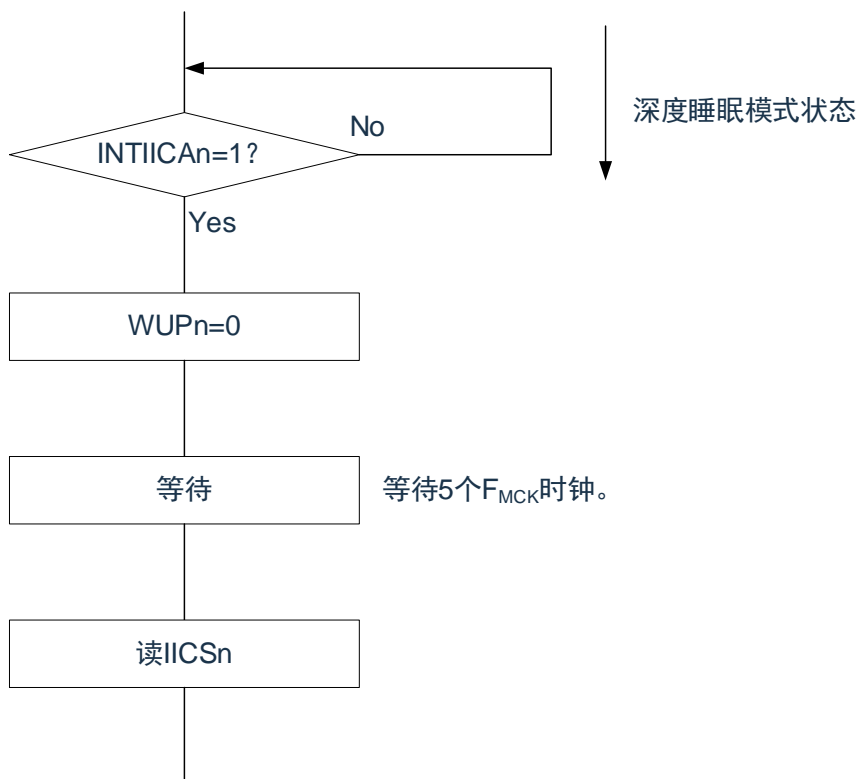 深度睡眠模式状态
No
INTIICAn=1?
Yes
WUPn=0
等待
等待5个FMCK时钟。
读IICSn